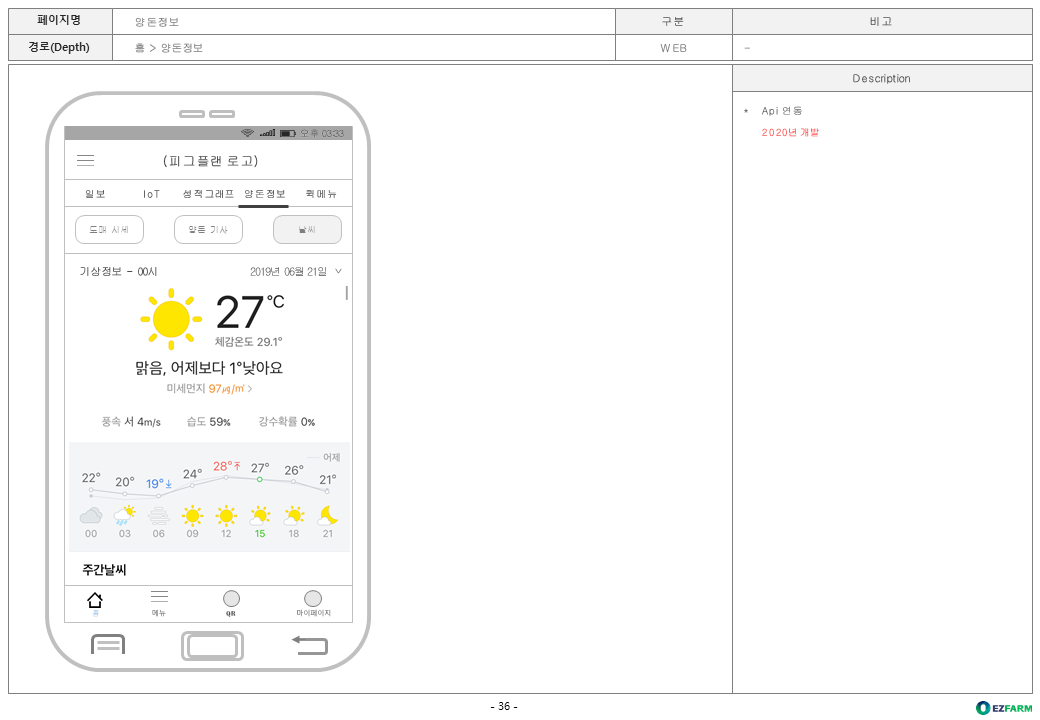 페이지명
양돈정보
구분
비고
경로(Depth)
홈 > 양돈정보
WEB
-
Description
* Api 연동
2020년 개발
오후 03:33
(피그플랜 로고)
일보 IoT 성적그래프 양돈정보 퀵메뉴
도매 시세 양돈 기사 날씨
기상정보 - 00시
2019년 06월 21일
27℃
체감온도 29.1°
맑음, 어제보다 1°낮아요
미세먼지 97㎍/㎥ >
풍속 서 4m/s 습도 59% 강수확률 0%
어제
22° 20° 19° 24° 28° 27° 26° 21°
00 03 06 09 12 15 18 21
주간날씨
홈 메뉴 QR 마이페이지
- 36 -
EZFARM